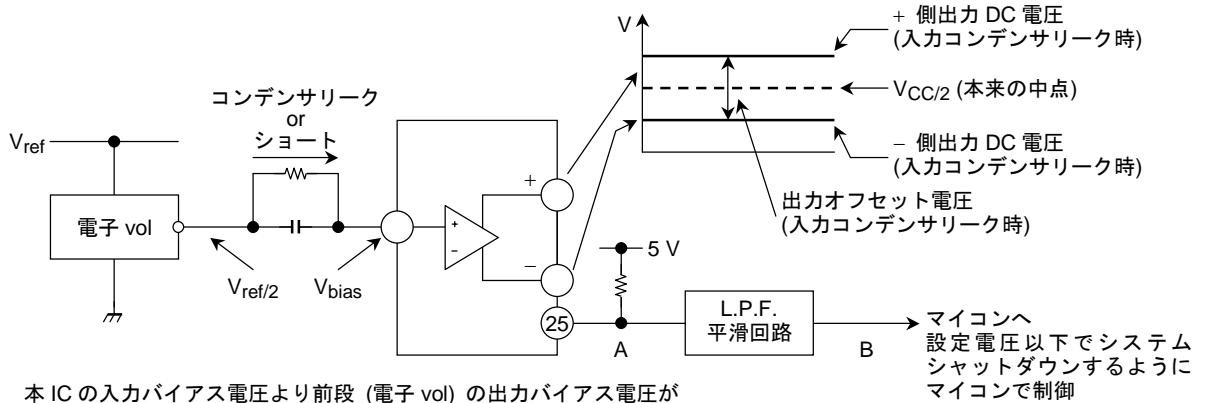 V
+ 側出力 DC 電圧
(入力コンデンサリーク時)
コンデンサリーク
or
ショート
VCC/2 (本来の中点)
Vref
− 側出力 DC 電圧
(入力コンデンサリーク時)
電子 vol
+
+
-
−
出力オフセット電圧
(入力コンデンサリーク時)
5 V
Vref/2
Vbias
25
A
L.P.F.
平滑回路
B
マイコンへ
設定電圧以下でシステム
シャットダウンするように
マイコンで制御
本 IC の入力バイアス電圧より前段 (電子 vol) の出力バイアス電圧が